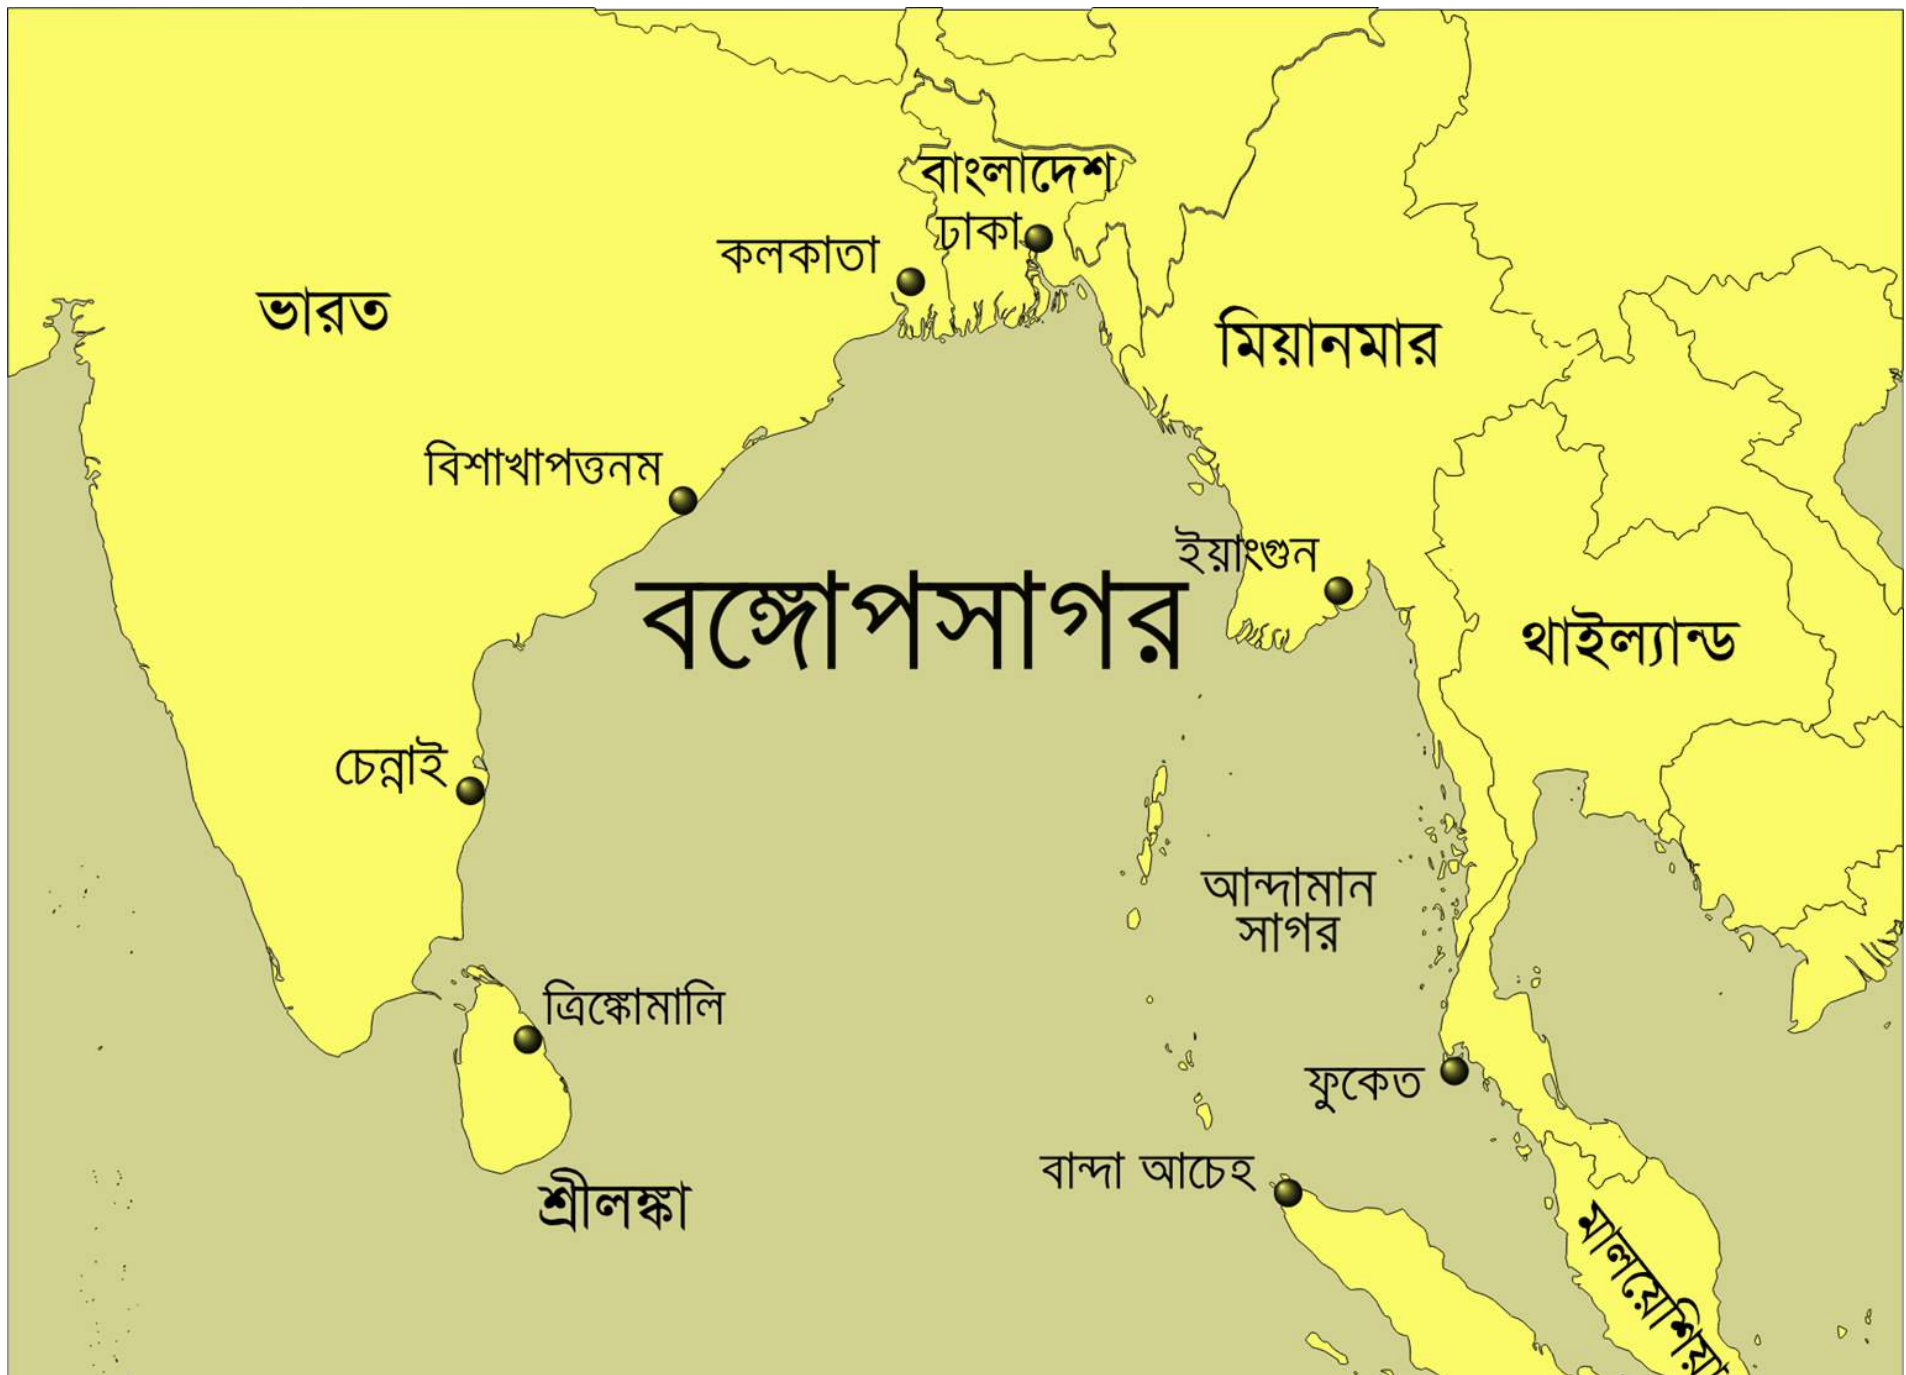 বাংলাদেশ
ঢাকা
কলকাতা
ভারত
মিয়ানমার
বিশাখাপত্তনম
ইয়াংগুন
বঙ্গোপসাগর
থাইল্যান্ড
চেন্নাই
আন্দামান
সাগর
ত্রিঙ্কোমালি
ফুকেত
বান্দা আচেহ
শ্রীলঙ্কা
মালয়েশিয়া